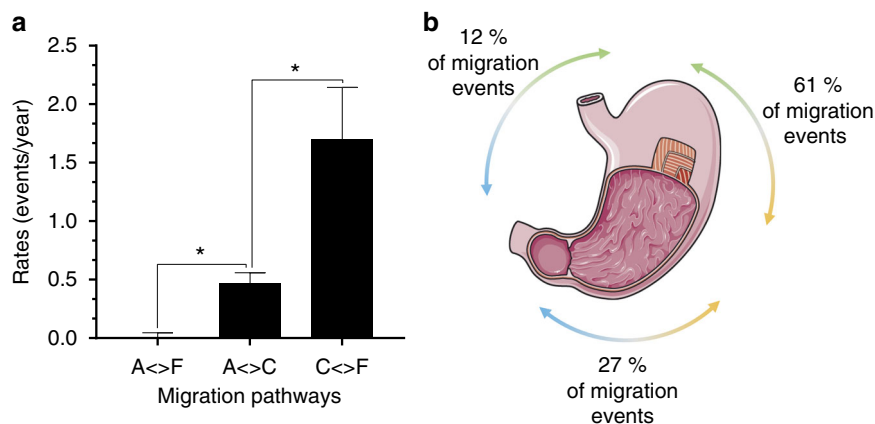 a
Rates (events/year)
2.5
2.0
1.5
1.0
0.5
0.0
*
*
A<>F
A<>C
C<>F
Migration pathways
b
12 %
of migration
events
61 %
of migration
events
27 %
of migration
events